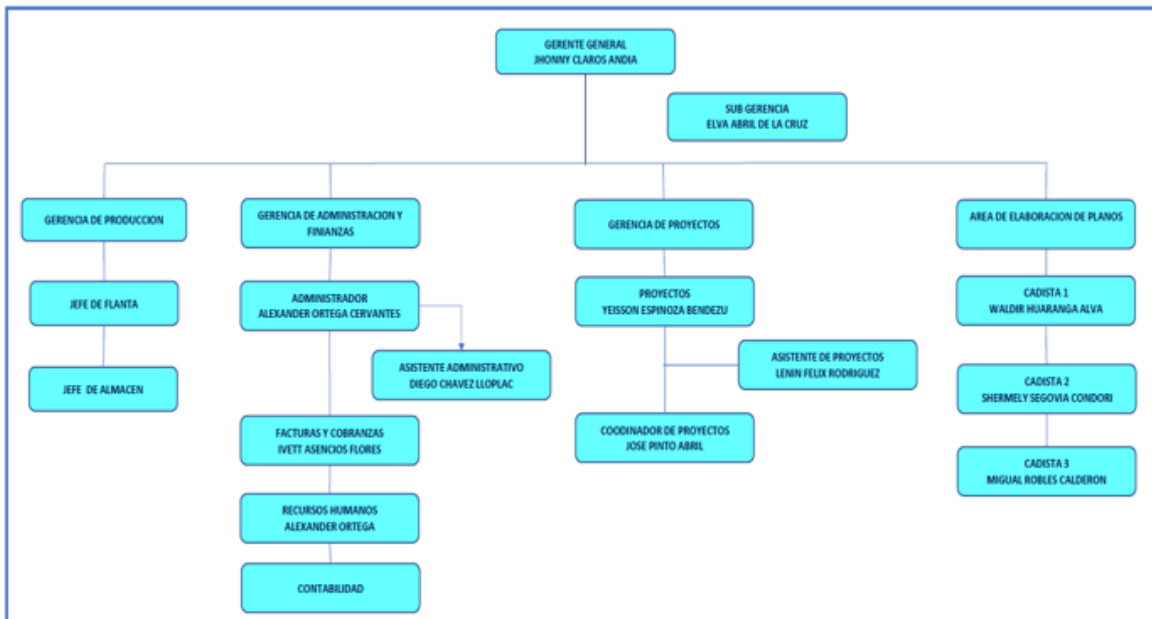 GERENTE GENERAL
JHONNY CLAROS ANDIA
SUB GERENCIA
ELVA ABRIL DE LA CRUZ
GERENCIA DE PRODUCCION
GERENCIA DE ADMINISTRACION Y
FINIANZAS
GERENCIA DE PROYECTOS
AREA DE ELABORACION DE PLANOS
JEFE DE FLANTA
ADMINISTRADOR
ALEXANDER ORTEGA CERVANTES
PROYECTOS
YEISSON ESPINOZA BENDEZU
CADISTA 1
WALDIR HUARANGA ALVA
JEFE DE ALMACEN
ASISTENTE ADMINISTRATIVO
DIEGO CHAVEZ LLOPLAC
ASISTENTE DE PROYECTOS
LENIN FELIX RODRIGUEZ
CADISTA 2
SHERMELY SEGOVIA CONDORI
FACTURAS Y COBRANZAS
IVETT ASENCIOS FLORES
COODINADOR DE PROYECTOS
JOSE PINTO ABRIL
CADISTA 3
MIGUAL ROBLES CALDERON
RECURSOS HUMANOS
ALEXANDER ORTEGA
CONTABILIDAD